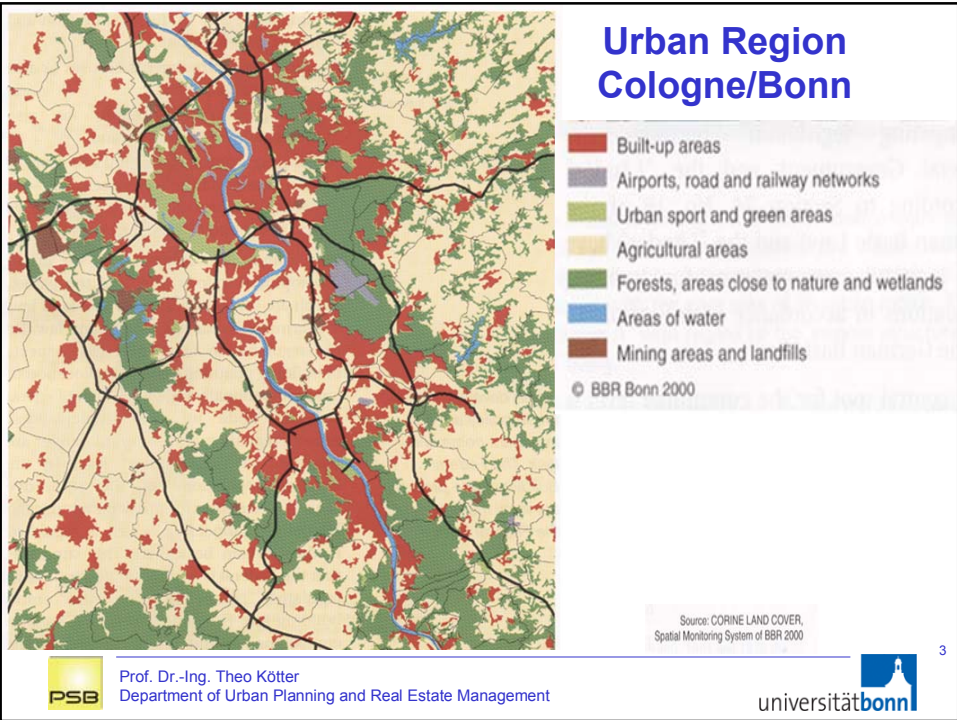 Urban Region
Cologne/Bonn
Built-up areas
Airports, road and railway networks
Urban sport and green areas
Agricultural areas
Forests, areas close to nature and wetlands
Areas of water
Mining areas and landfills
© BBR Bonn 2000
Source: CORINE LAND COVER,
Spatial Monitoring System of BBR 2000
3
PSB
Prof. Dr.-Ing. Theo Kötter
Department of Urban Planning and Real Estate Management
universitätbonn